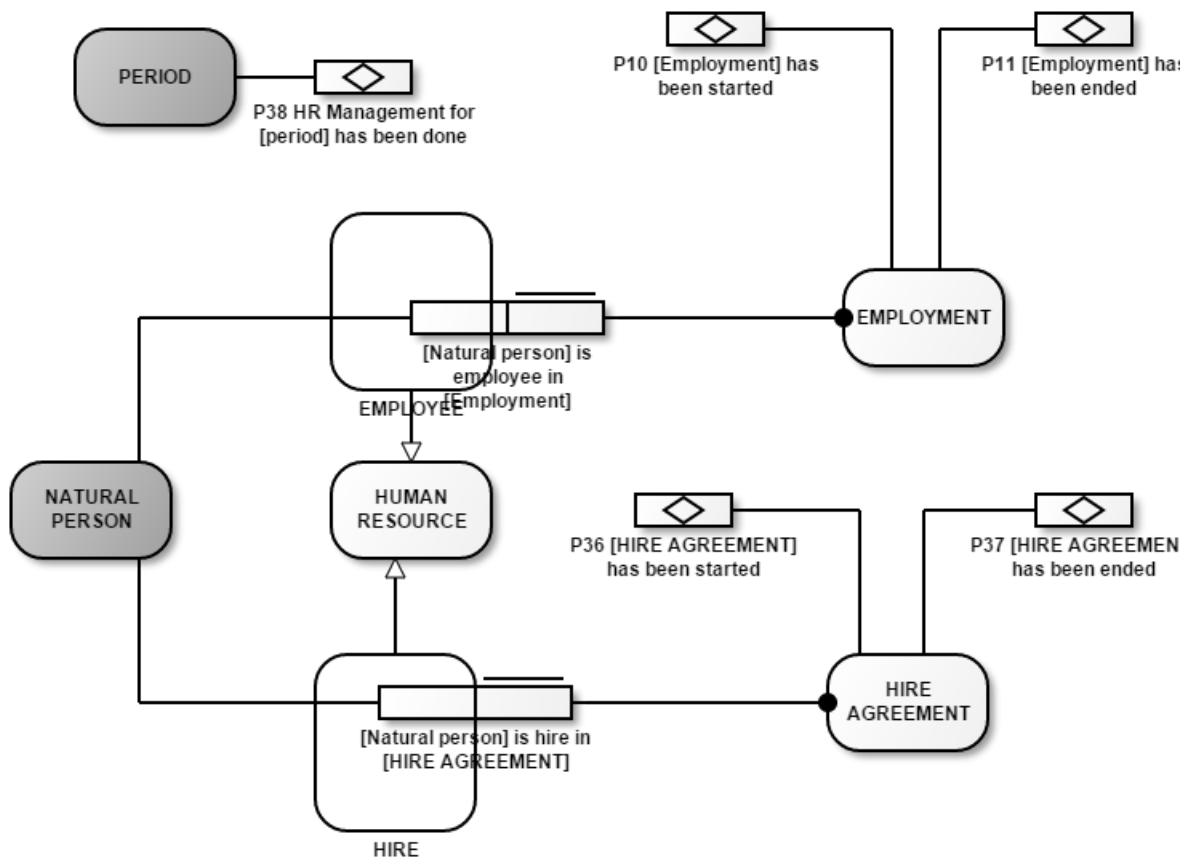 PERIOD
P38 HR Management for
[period] has been done
P10 [Employment] has
been started
P11 [Employment] has
been ended
EMPLOYMENT
[Natural person] is
employee in
[Employment]
EMPLOYEE
NATURAL
PERSON
HUMAN
RESOURCE
P36 [HIRE AGREEMENT]
has been started
P37 [HIRE AGREEMEN
has been ended
HIRE
AGREEMENT
[Natural person] is hire in
[HIRE AGREEMENT]
HIRE